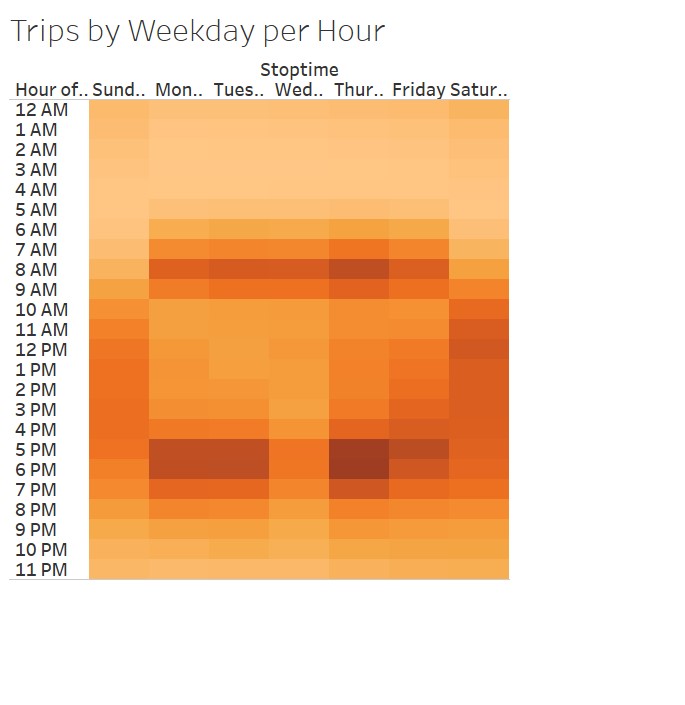 Trips by Weekday per Hour
Stoptime
Hour of.. Sund.. Mon.. Tues.. Wed.. Thur.. Friday Satur..
12 AM
1 AM
2 AM
3 AM
4 AM
5 AM
6 AM
7 AM
8 AM
9 AM
10 AM
11 AM
12 PM
1 PM
2 PM
3 PM
4 PM
5 PM
6 PM
7 PM
8 PM
9 PM
10 PM
11 PM